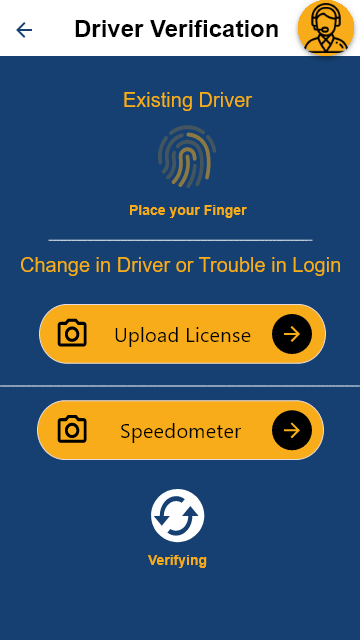 Driver Verification
Existing Driver
Place your Finger
Change in Driver or Trouble in Login
Upload License
Speedometer
Verifying